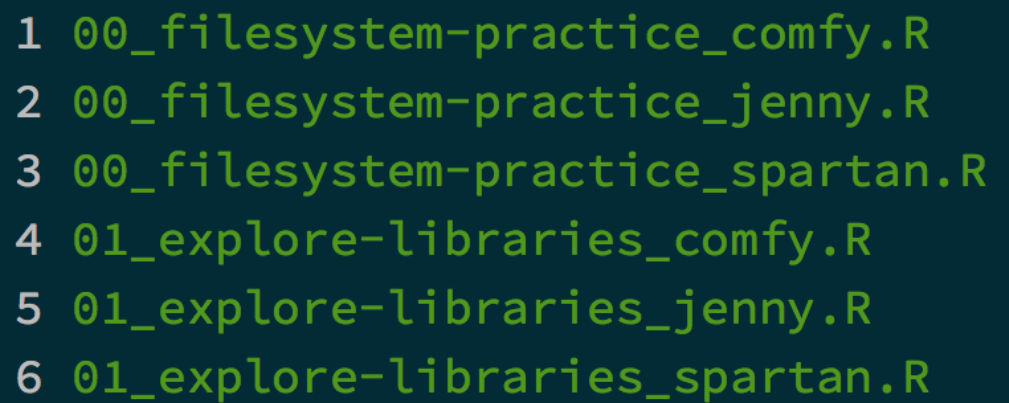 1 00_filesystem-practice_comfy.R
2 00_filesystem-practice_jenny.R
3 00_filesystem-practice_spartan.R
4 01_explore-libraries_comfy.R
5 01_explore-libraries_jenny.R
6 01_explore-libraries_spartan.R